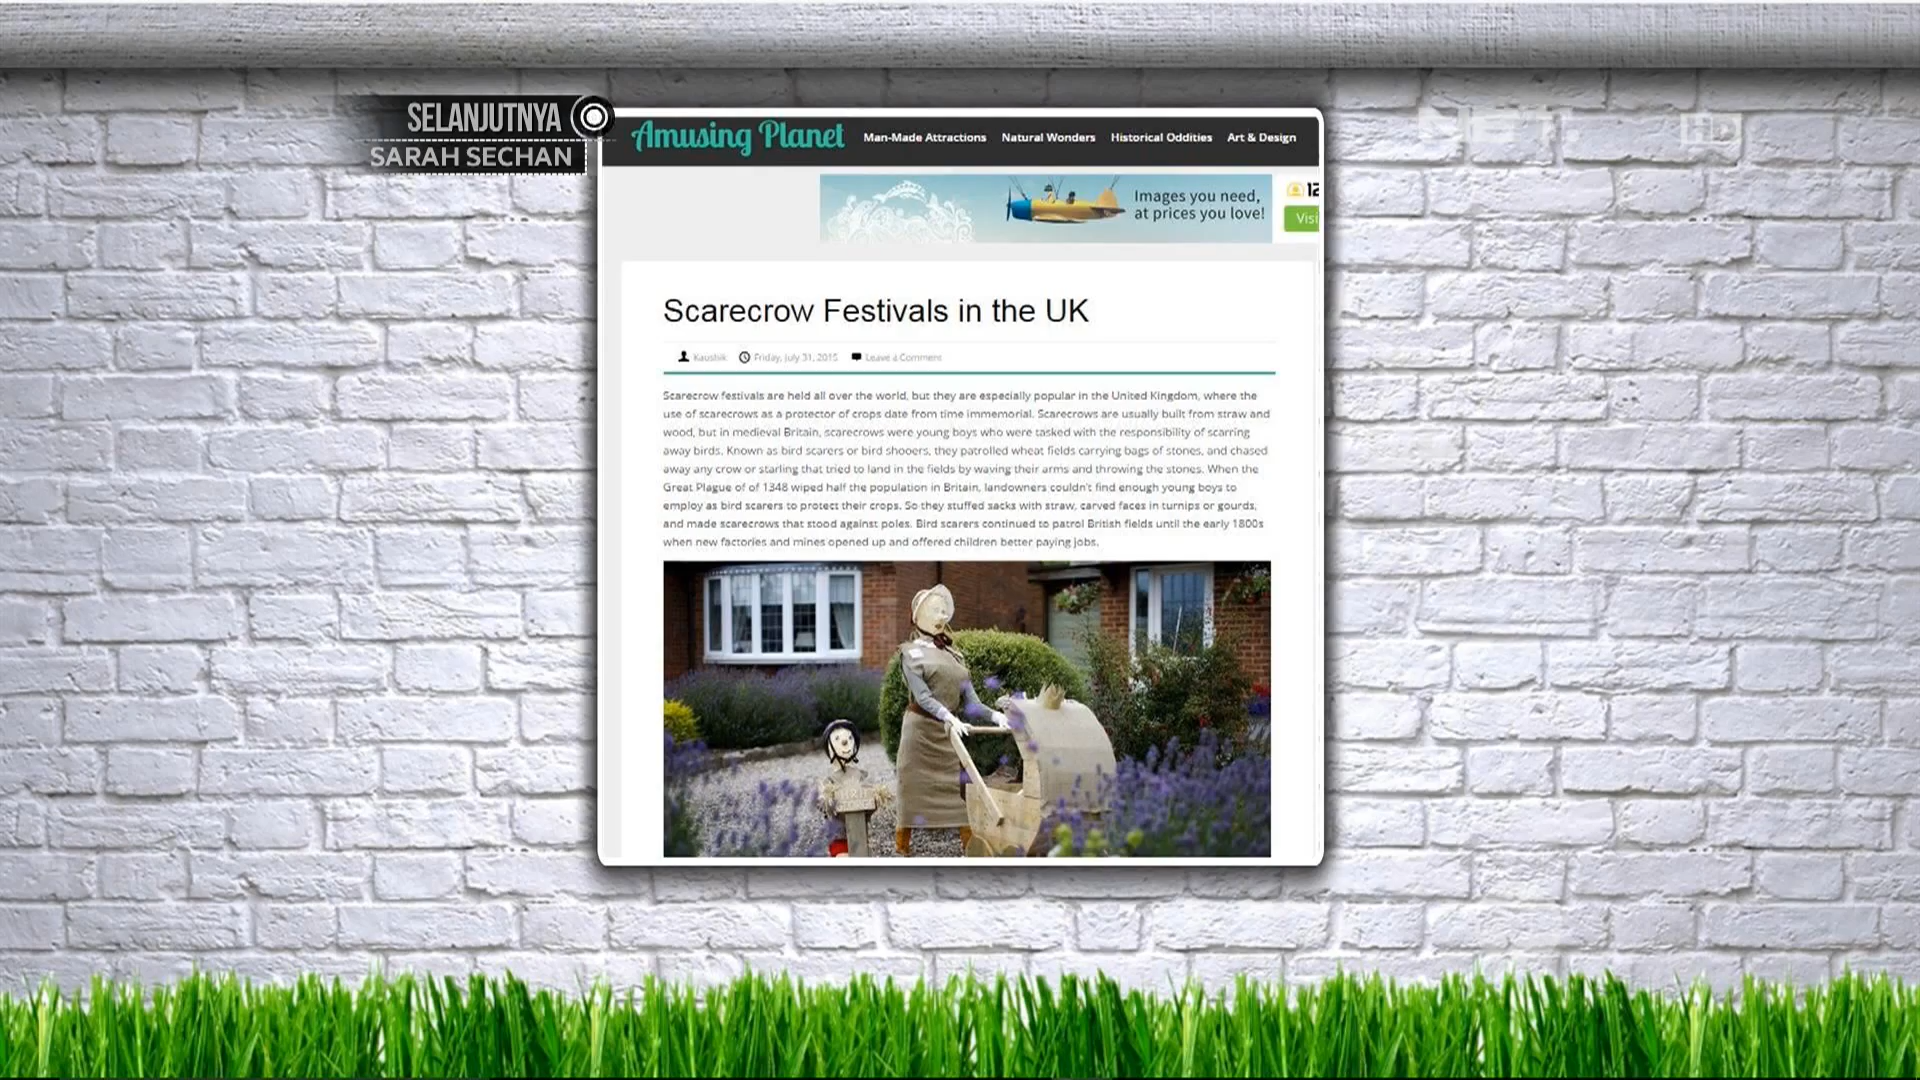 SELANJUTNYA
SARAH SECHAN
NET
HD
Amusing Planet
Man-Made Attractions Natural Wonders Historical Oddities Art & Design
Images you need,
at prices you love!
12
Visi
Scarecrow Festivals in the UK
Kaushik Friday, July 31, 2015 Leave a Comment
Scarecrow festivals are held all over the world, but they are especially popular in the United Kingdom, where the
use of scarecrows as a protector of crops date from time immemorial. Scarecrows are usually built from straw and
wood, but in medieval Britain, scarecrows were young boys who were tasked with the responsibility of scarring
away birds. Known as bird scarers or bird shooers, they patrolled wheat fields carrying bags of stones, and chased
away any crow or starling that tried to land in the fields by waving their arms and throwing the stones. When the
Great Plague of of 1348 wiped half the population in Britain, landowners couldn't find enough young boys to
employ as bird scarers to protect their crops. So they stuffed sacks with straw, carved faces in turnips or gourds,
and made scarecrows that stood against poles. Bird scarers continued to patrol British fields until the early 1800s
when new factories and mines opened up and offered children better paying jobs.